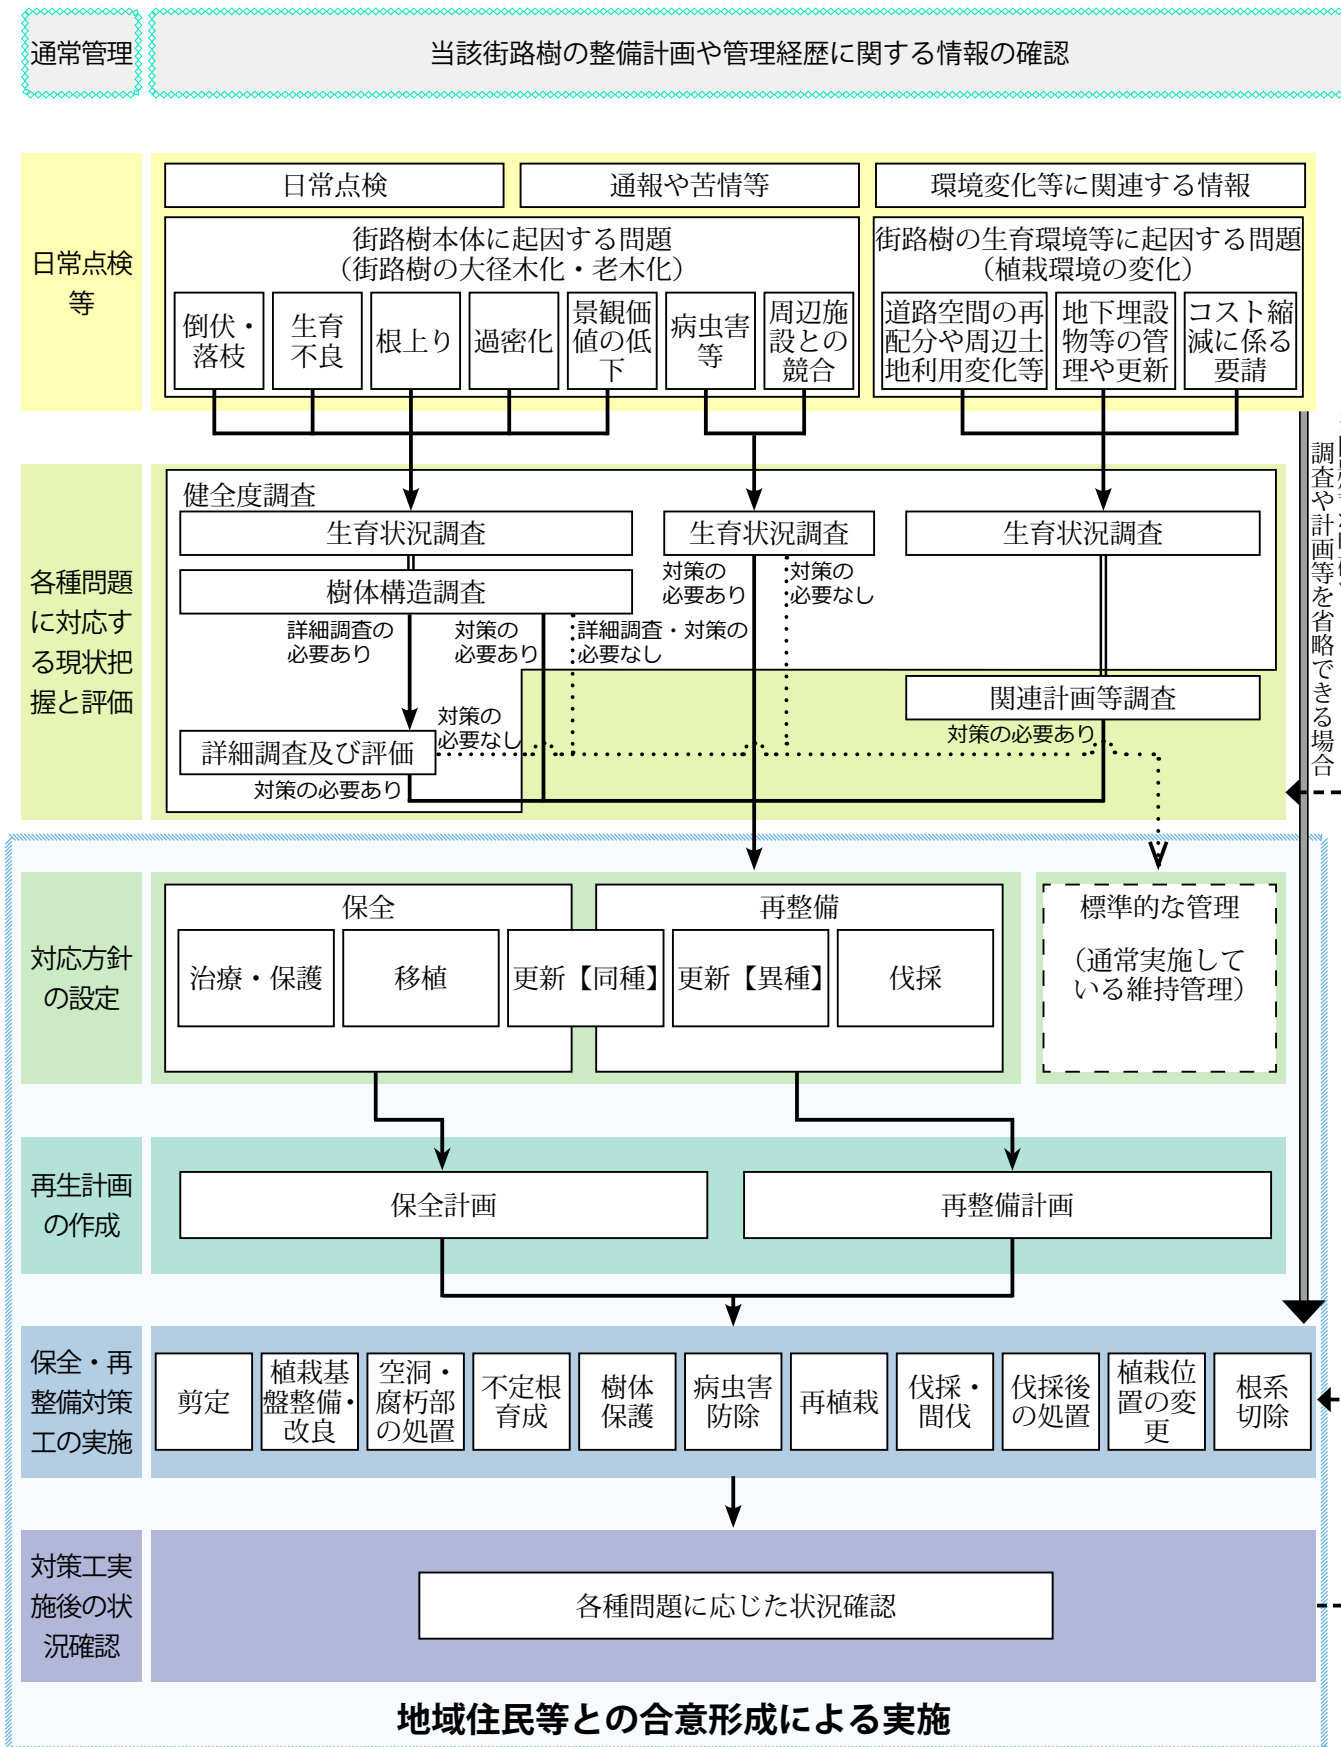 通常管理
当該街路樹の整備計画や管理経歴に関する情報の確認
日常点検
等
日常点検
通報や苦情等
環境変化等に関連する情報
街路樹本体に起因する問題
（街路樹の大径木化・老木化）
街路樹の生育環境等に起因する問題
（植栽環境の変化）
倒伏・
落枝
生育
不良
根上り
過密化
景観価
値の低
下
病虫害
等
周辺施
設との
競合
道路空間の再
配分や周辺土
地利用変化等
地下埋設
物等の管
理や更新
コスト縮
減に係る
要請
調査や計画等を省略できる場合
各種問題
に対応す
る現状把
握と評価
健全度調査
生育状況調査
樹体構造調査
生育状況調査
生育状況調査
対策の
必要あり
対策の
必要なし
詳細調査の
必要あり
対策の
必要あり
詳細調査・対策の
必要なし
関連計画等調査
対策の必要あり
対策の
必要なし
詳細調査及び評価
対策の必要あり
対応方針
の設定
保全
再整備
治療・保護
移植
更新【同種】
更新【異種】
伐採
標準的な管理
（通常実施して
いる維持管理）
再生計画
の作成
保全計画
再整備計画
保全・再
整備対策
工の実施
剪定
植栽基
盤整備・
改良
空洞・
腐朽部
の処置
不定根
育成
樹体
保護
病虫害
防除
再植栽
伐採・
間伐
伐採後
の処置
植栽位
置の変
更
根系
切除
対策工実
施後の状
況確認
各種問題に応じた状況確認
地域住民等との合意形成による実施